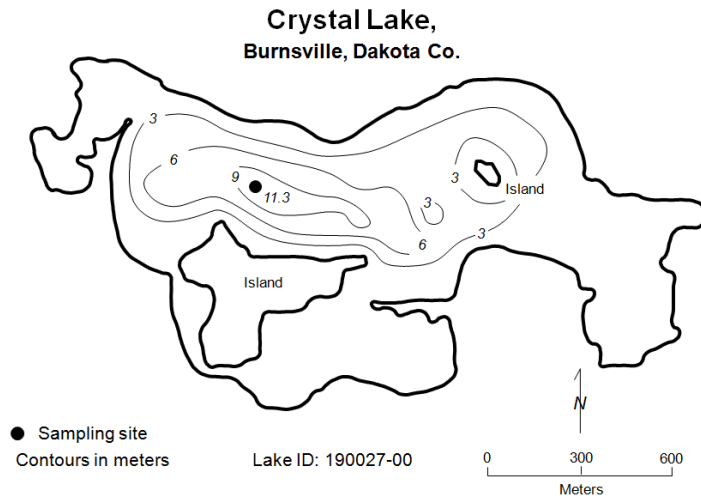 Crystal Lake,
Burnsville, Dakota Co.
3
6
9
11.3
3
Island
3
6
3
Island
N
Sampling site
Contours in meters
Lake ID: 190027-00
0 300 600
Meters